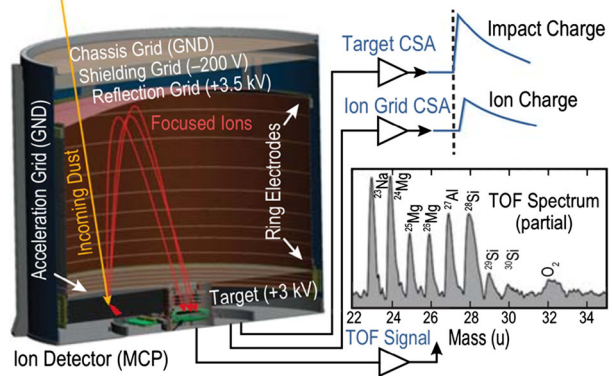 Chassis Grid (GND)
Shielding Grid (–200 V)
Reflection Grid (+3.5 kV)
Focused Ions
Acceleration Grid (GND)
Incoming Dust
Ring Electrodes
Target (+3 kV)
Ion Detector (MCP)
Target CSA
Impact Charge
Ion Grid CSA
Ion Charge
TOF Spectrum
(partial)
23Na
24Mg
25Mg
26Mg
27Al
28Si
29Si
30Si
O2
22 24 26 28 30 32 34
TOF Signal
Mass (u)